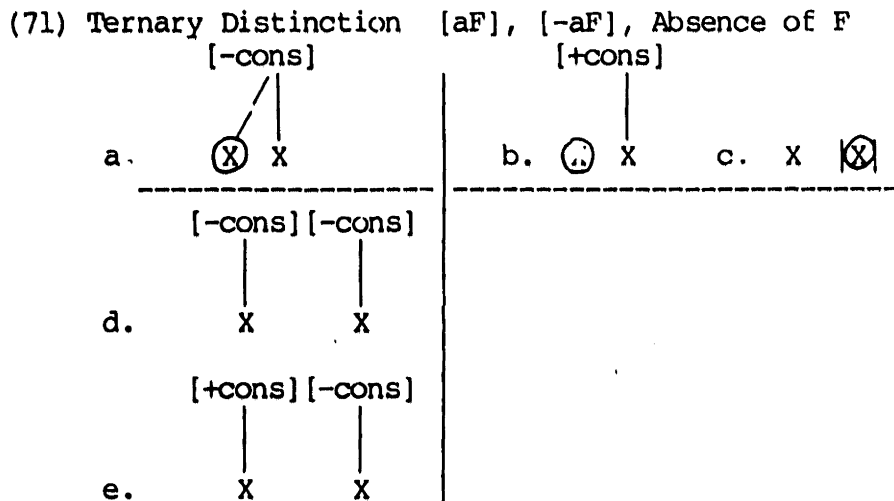 (71) Ternary Distinction [aF], [-aF], Absence of F
[-cons] [+cons]
a. X X b. X c. X X
[-cons] [-cons]
d. X X
[+cons] [-cons]
e. X X